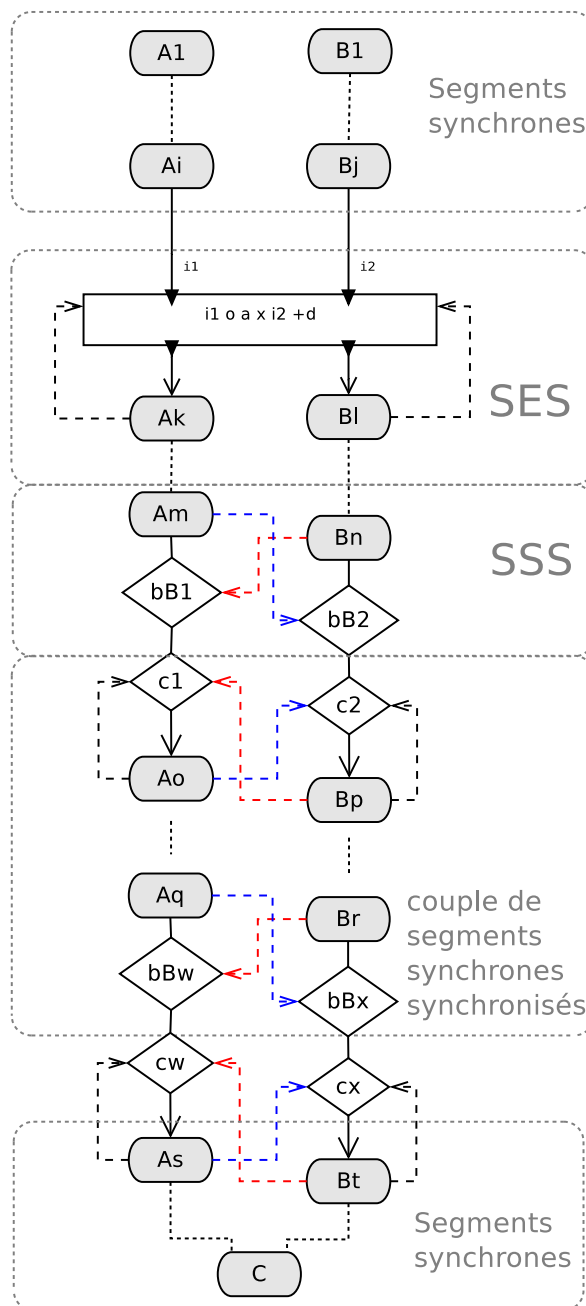 A1
B1
Segments
synchrones
Ai
Bj
i1
i2
i1 o a x i2 +d
SES
Ak
Bl
Am
Bn
SSS
bB1
bB2
c1
c2
Ao
Bp
Aq
Br
couple de
segments
synchrones
synchronisés
bBw
bBx
cw
cx
As
Bt
Segments
synchrones
C